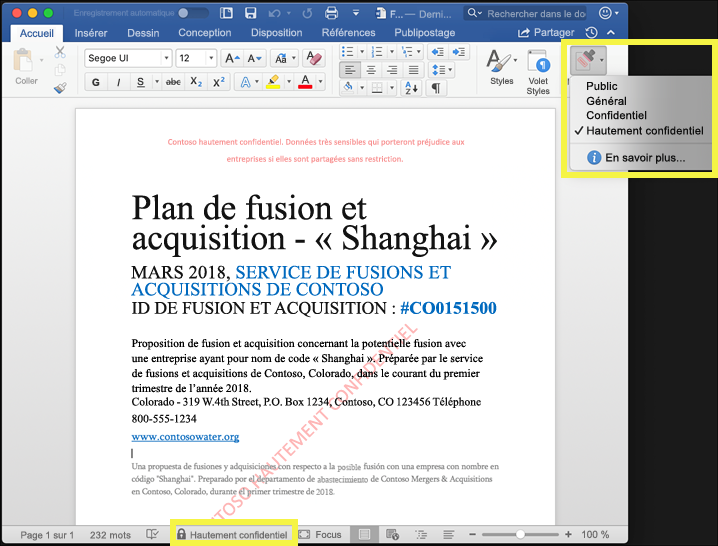 Enregistrement automatique
F... — Derni...
Rechercher dans le do
Accueil Insérer Dessin Conception Disposition Références Publipostage Partager
Coller
Segoe UI 12
G I S abc X2 X2
Styles
Volet
Styles
Public
Général
Confidentiel
Hautement confidentiel
En savoir plus...
Contoso hautement confidentiel. Données très sensibles qui porteront préjudice aux
entreprises si elles sont partagées sans restriction.
Plan de fusion et
acquisition - « Shanghai »
MARS 2018, SERVICE DE FUSIONS ET
ACQUISITIONS DE CONTOSO
ID DE FUSION ET ACQUISITION : #CO0151500
Proposition de fusion et acquisition concernant la potentielle fusion avec
une entreprise ayant pour nom de code « Shanghai ». Préparée par le service
de fusions et acquisitions de Contoso, Colorado, dans le courant du premier
trimestre de l’année 2018.
Colorado - 319 W.4th Street, P.O. Box 1234, Contoso, CO 123456 Téléphone
800-555-1234
www.contosowater.org
Una propuesta de fusiones y adquisiciones con respecto a la posible fusión con una empresa con nombre en
código "Shanghai". Preparado por el departamento de abastecimiento de Contoso Mergers & Acquisitions
en Contoso, Colorado, durante el primer trimestre de 2018.
TOSO HAUTEMENT CONFIDENTIEL
Page 1 sur 1 232 mots Hautement confidentiel Focus 100 %